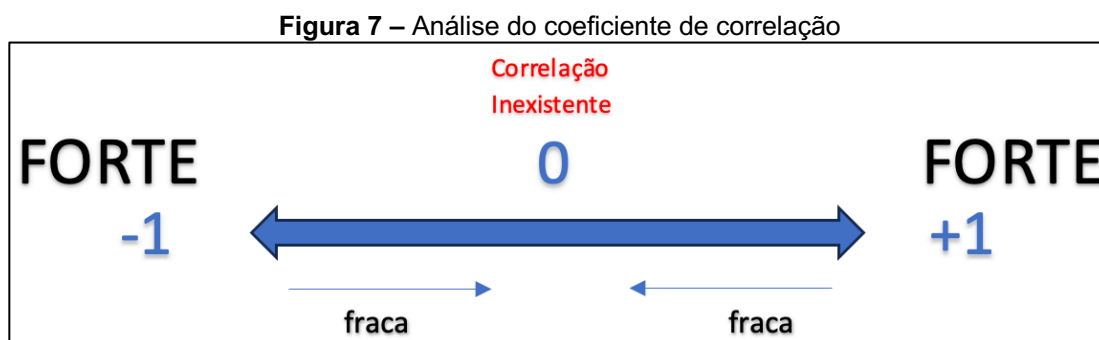 Figura 7 – Análise do coeficiente de correlação
Correlação
Inexistente
FORTE 0 FORTE
-1 +1
fraca fraca